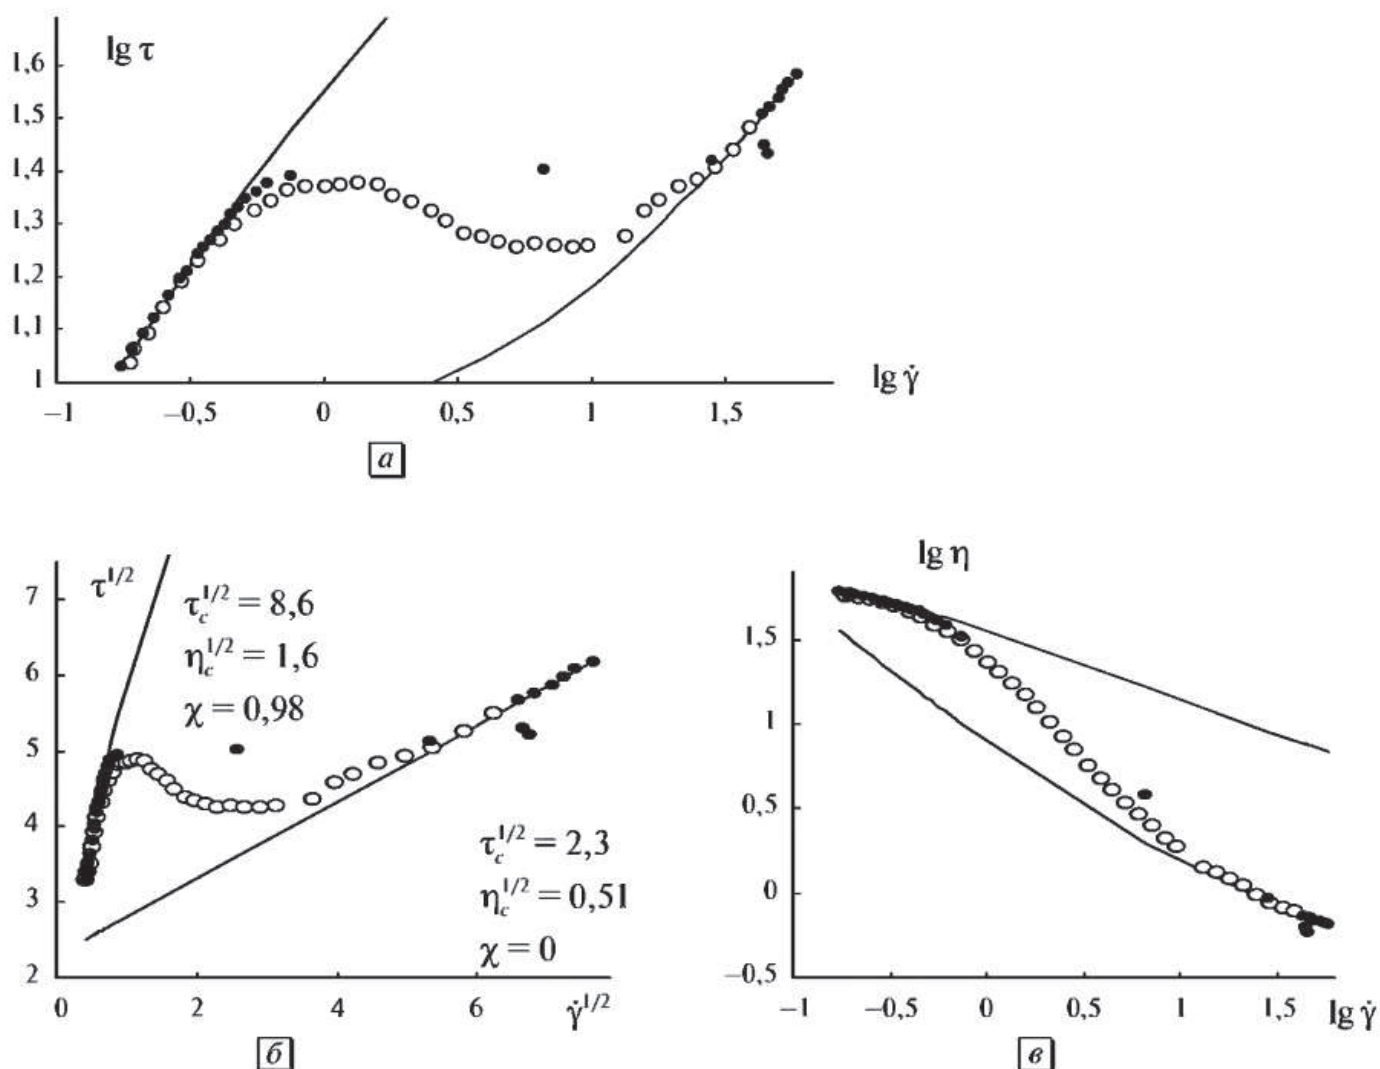 lg τ
1,6
1,5
1,4
1,3
1,2
1,1
1
−1 −0,5 0 0,5 1 1,5
lg γ̇
а
τ^{1/2}
7
6
5
4
3
2
τ_c^{1/2} = 8,6
η_c^{1/2} = 1,6
χ = 0,98
τ_c^{1/2} = 2,3
η_c^{1/2} = 0,51
χ = 0
0 2 4 6 γ̇^{1/2}
б
lg η
1,5
1
0,5
0
−0,5
−1 −0,5 0 0,5 1 1,5 lg γ̇
в